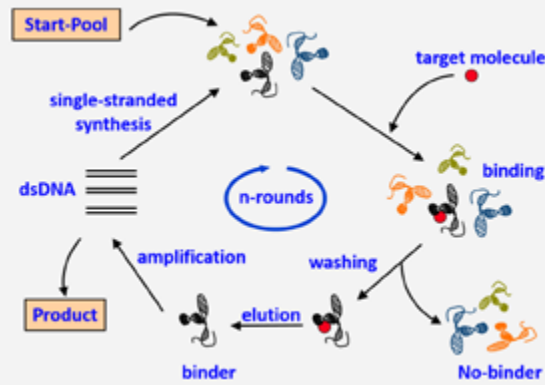 Start-Pool
target molecule
single-stranded
synthesis
binding
dsDNA
n-rounds
amplification
washing
Product
elution
binder
No-binder